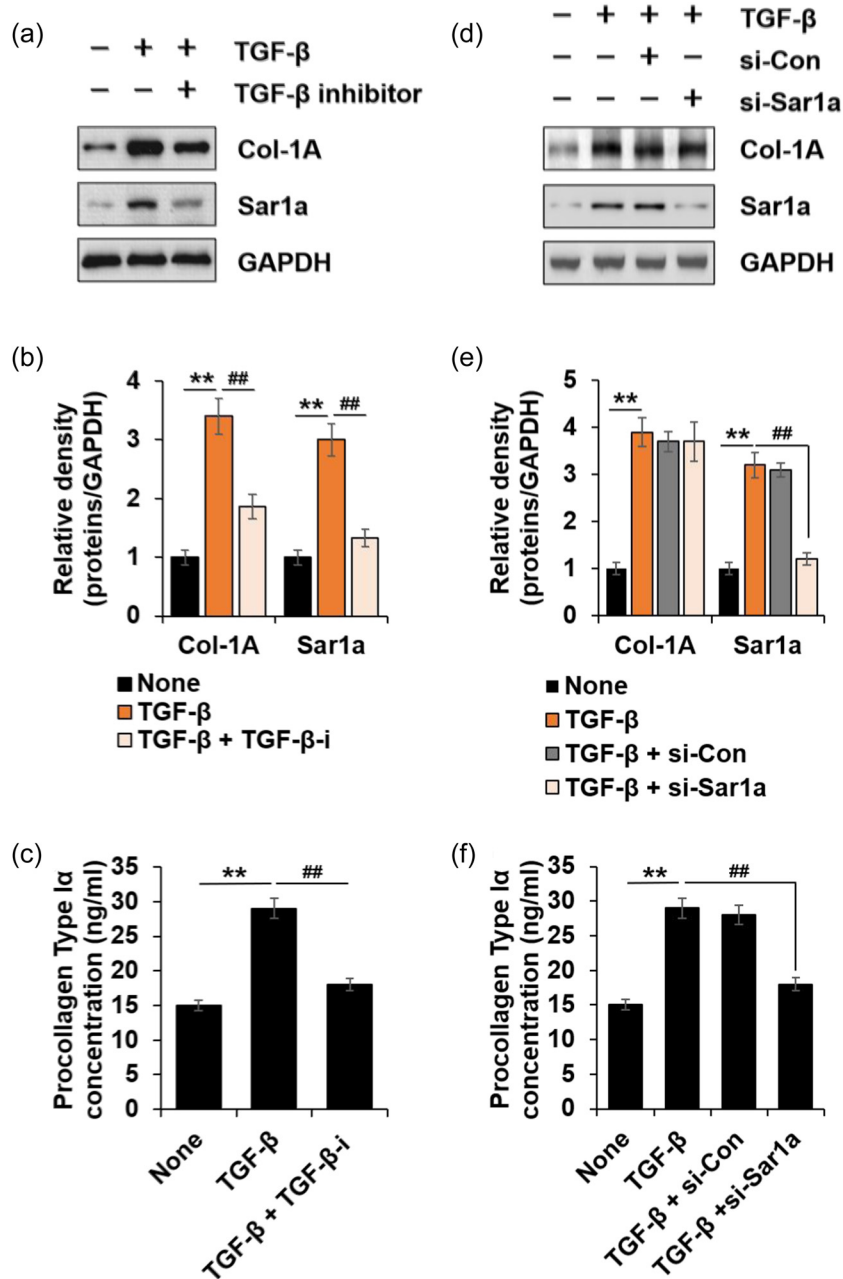 (a)
– + + TGF-β
– – + TGF-β inhibitor
Col-1A
Sar1a
GAPDH
(b)
Relative density
(proteins/GAPDH)
4
3
2
1
0
** ## ** ##
Col-1A Sar1a
None
TGF-β
TGF-β + TGF-β-i
(c)
Procollagen Type Iα
concentration (ng/ml)
35
30
25
20
15
10
5
0
** ##
None
TGF-β
TGF-β + TGF-β-i
(d)
– + + + TGF-β
– – + – si-Con
– – – + si-Sar1a
Col-1A
Sar1a
GAPDH
(e)
Relative density
(proteins/GAPDH)
5
4
3
2
1
0
** ** ##
Col-1A Sar1a
None
TGF-β
TGF-β + si-Con
TGF-β + si-Sar1a
(f)
Procollagen Type Iα
concentration (ng/ml)
35
30
25
20
15
10
5
0
** ##
None
TGF-β
TGF-β + si-Con
TGF-β +si-Sar1a